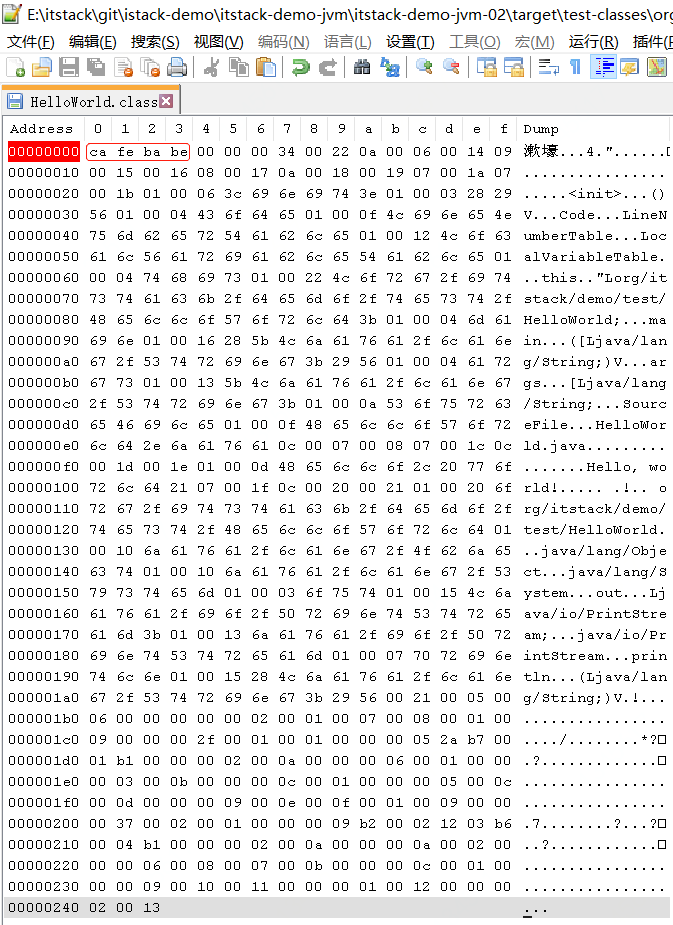 E:\itstack\git\istack-demo\itstack-demo-jvm\itstack-demo-jvm-02\target\test-classes\org
文件(F) 编辑(E) 搜索(S) 视图(V) 编码(N) 语言(L) 设置(T) 工具(O) 宏(M) 运行(R) 插件(P
HelloWorld.class
Address 0 1 2 3 4 5 6 7 8 9 a b c d e f Dump
00000000 ca fe ba be 00 00 00 34 00 22 0a 00 06 00 14 09 漱壕...4."......□
00000010 00 15 00 16 08 00 17 0a 00 18 00 19 07 00 1a 07 ................
00000020 00 1b 01 00 06 3c 69 6e 69 74 3e 01 00 03 28 29 .....<init>...()
00000030 56 01 00 04 43 6f 64 65 01 00 0f 4c 69 6e 65 4e V...Code...LineN
00000040 75 6d 62 65 72 54 61 62 6c 65 01 00 12 4c 6f 63 umberTable...Loc
00000050 61 6c 56 61 72 69 61 62 6c 65 54 61 62 6c 65 01 alVariableTable.
00000060 00 04 74 68 69 73 01 00 22 4c 6f 72 67 2f 69 74 ..this.."Lorg/it
00000070 73 74 61 63 6b 2f 64 65 6d 6f 2f 74 65 73 74 2f stack/demo/test/
00000080 48 65 6c 6c 6f 57 6f 72 6c 64 3b 01 00 04 6d 61 HelloWorld;...ma
00000090 69 6e 01 00 16 28 5b 4c 6a 61 76 61 2f 6c 61 6e in...([Ljava/lan
000000a0 67 2f 53 74 72 69 6e 67 3b 29 56 01 00 04 61 72 g/String;)V...ar
000000b0 67 73 01 00 13 5b 4c 6a 61 76 61 2f 6c 61 6e 67 gs...[Ljava/lang
000000c0 2f 53 74 72 69 6e 67 3b 01 00 0a 53 6f 75 72 63 /String;...Sourc
000000d0 65 46 69 6c 65 01 00 0f 48 65 6c 6c 6f 57 6f 72 eFile...HelloWor
000000e0 6c 64 2e 6a 61 76 61 0c 00 07 00 08 07 00 1c 0c ld.java.........
000000f0 00 1d 00 1e 01 00 0d 48 65 6c 6c 6f 2c 20 77 6f .......Hello, wo
00000100 72 6c 64 21 07 00 1f 0c 00 20 00 21 01 00 20 6f rld!..... .!.. o
00000110 72 67 2f 69 74 73 74 61 63 6b 2f 64 65 6d 6f 2f rg/itstack/demo/
00000120 74 65 73 74 2f 48 65 6c 6c 6f 57 6f 72 6c 64 01 test/HelloWorld.
00000130 00 10 6a 61 76 61 2f 6c 61 6e 67 2f 4f 62 6a 65 ..java/lang/Obje
00000140 63 74 01 00 10 6a 61 76 61 2f 6c 61 6e 67 2f 53 ct...java/lang/S
00000150 79 73 74 65 6d 01 00 03 6f 75 74 01 00 15 4c 6a ystem...out...Lj
00000160 61 76 61 2f 69 6f 2f 50 72 69 6e 74 53 74 72 65 ava/io/PrintStre
00000170 61 6d 3b 01 00 13 6a 61 76 61 2f 69 6f 2f 50 72 am;...java/io/Pr
00000180 69 6e 74 53 74 72 65 61 6d 01 00 07 70 72 69 6e intStream...prin
00000190 74 6c 6e 01 00 15 28 4c 6a 61 76 61 2f 6c 61 6e tln...(Ljava/lan
000001a0 67 2f 53 74 72 69 6e 67 3b 29 56 00 21 00 05 00 g/String;)V.!...
000001b0 06 00 00 00 00 00 02 00 01 00 07 00 08 00 01 00 ................
000001c0 09 00 00 00 2f 00 01 00 01 00 00 00 05 2a b7 00 ..../........*?□
000001d0 01 b1 00 00 00 02 00 0a 00 00 00 06 00 01 00 00 .?.............□
000001e0 00 03 00 0b 00 00 00 0c 00 01 00 00 00 05 00 0c ................
000001f0 00 0d 00 00 00 09 00 0e 00 0f 00 01 00 09 00 00 ................
00000200 00 37 00 02 00 01 00 00 00 09 b2 00 02 12 03 b6 .7........?...?□
00000210 00 04 b1 00 00 00 02 00 0a 00 00 00 0a 00 02 00 ..?............□
00000220 00 00 06 00 08 00 07 00 0b 00 00 00 0c 00 01 00 ................
00000230 00 00 09 00 10 00 11 00 00 00 01 00 12 00 00 00 ................
00000240 02 00 13 ...